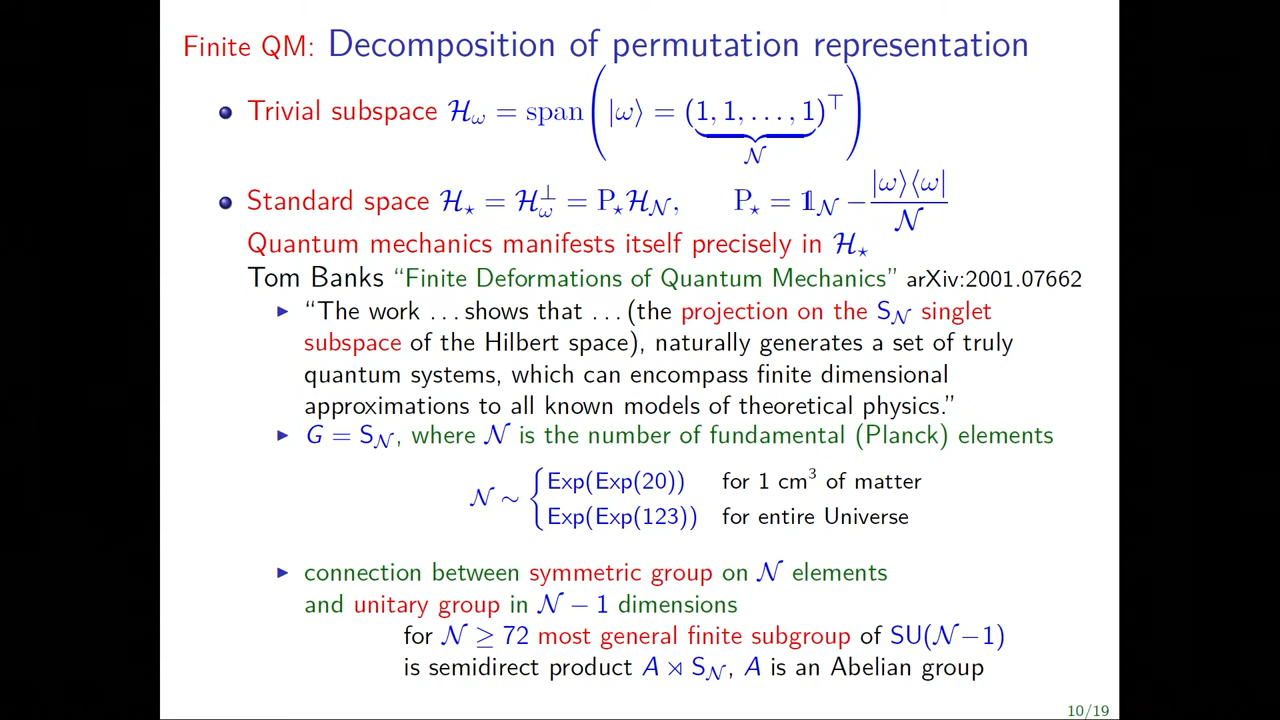 Finite QM: Decomposition of permutation representation
Trivial subspace 𝓗_ω = span( |ω⟩ = (1, 1, . . . , 1)^⊤ )
𝒩
Standard space 𝓗_⋆ = 𝓗_ω^⊥ = P_⋆𝓗_𝒩, P_⋆ = 𝟙_𝒩 − |ω⟩⟨ω| / 𝒩
Quantum mechanics manifests itself precisely in 𝓗_⋆
Tom Banks “Finite Deformations of Quantum Mechanics” arXiv:2001.07662
▶ “The work . . . shows that . . . (the projection on the S_𝒩 singlet
subspace of the Hilbert space), naturally generates a set of truly
quantum systems, which can encompass finite dimensional
approximations to all known models of theoretical physics.”
▶ G = S_𝒩, where 𝒩 is the number of fundamental (Planck) elements
𝒩 ∼ { Exp(Exp(20)) for 1 cm³ of matter
Exp(Exp(123)) for entire Universe
▶ connection between symmetric group on 𝒩 elements
and unitary group in 𝒩 − 1 dimensions
for 𝒩 ≥ 72 most general finite subgroup of SU(𝒩−1)
is semidirect product A ⋊ S_𝒩, A is an Abelian group
10/19